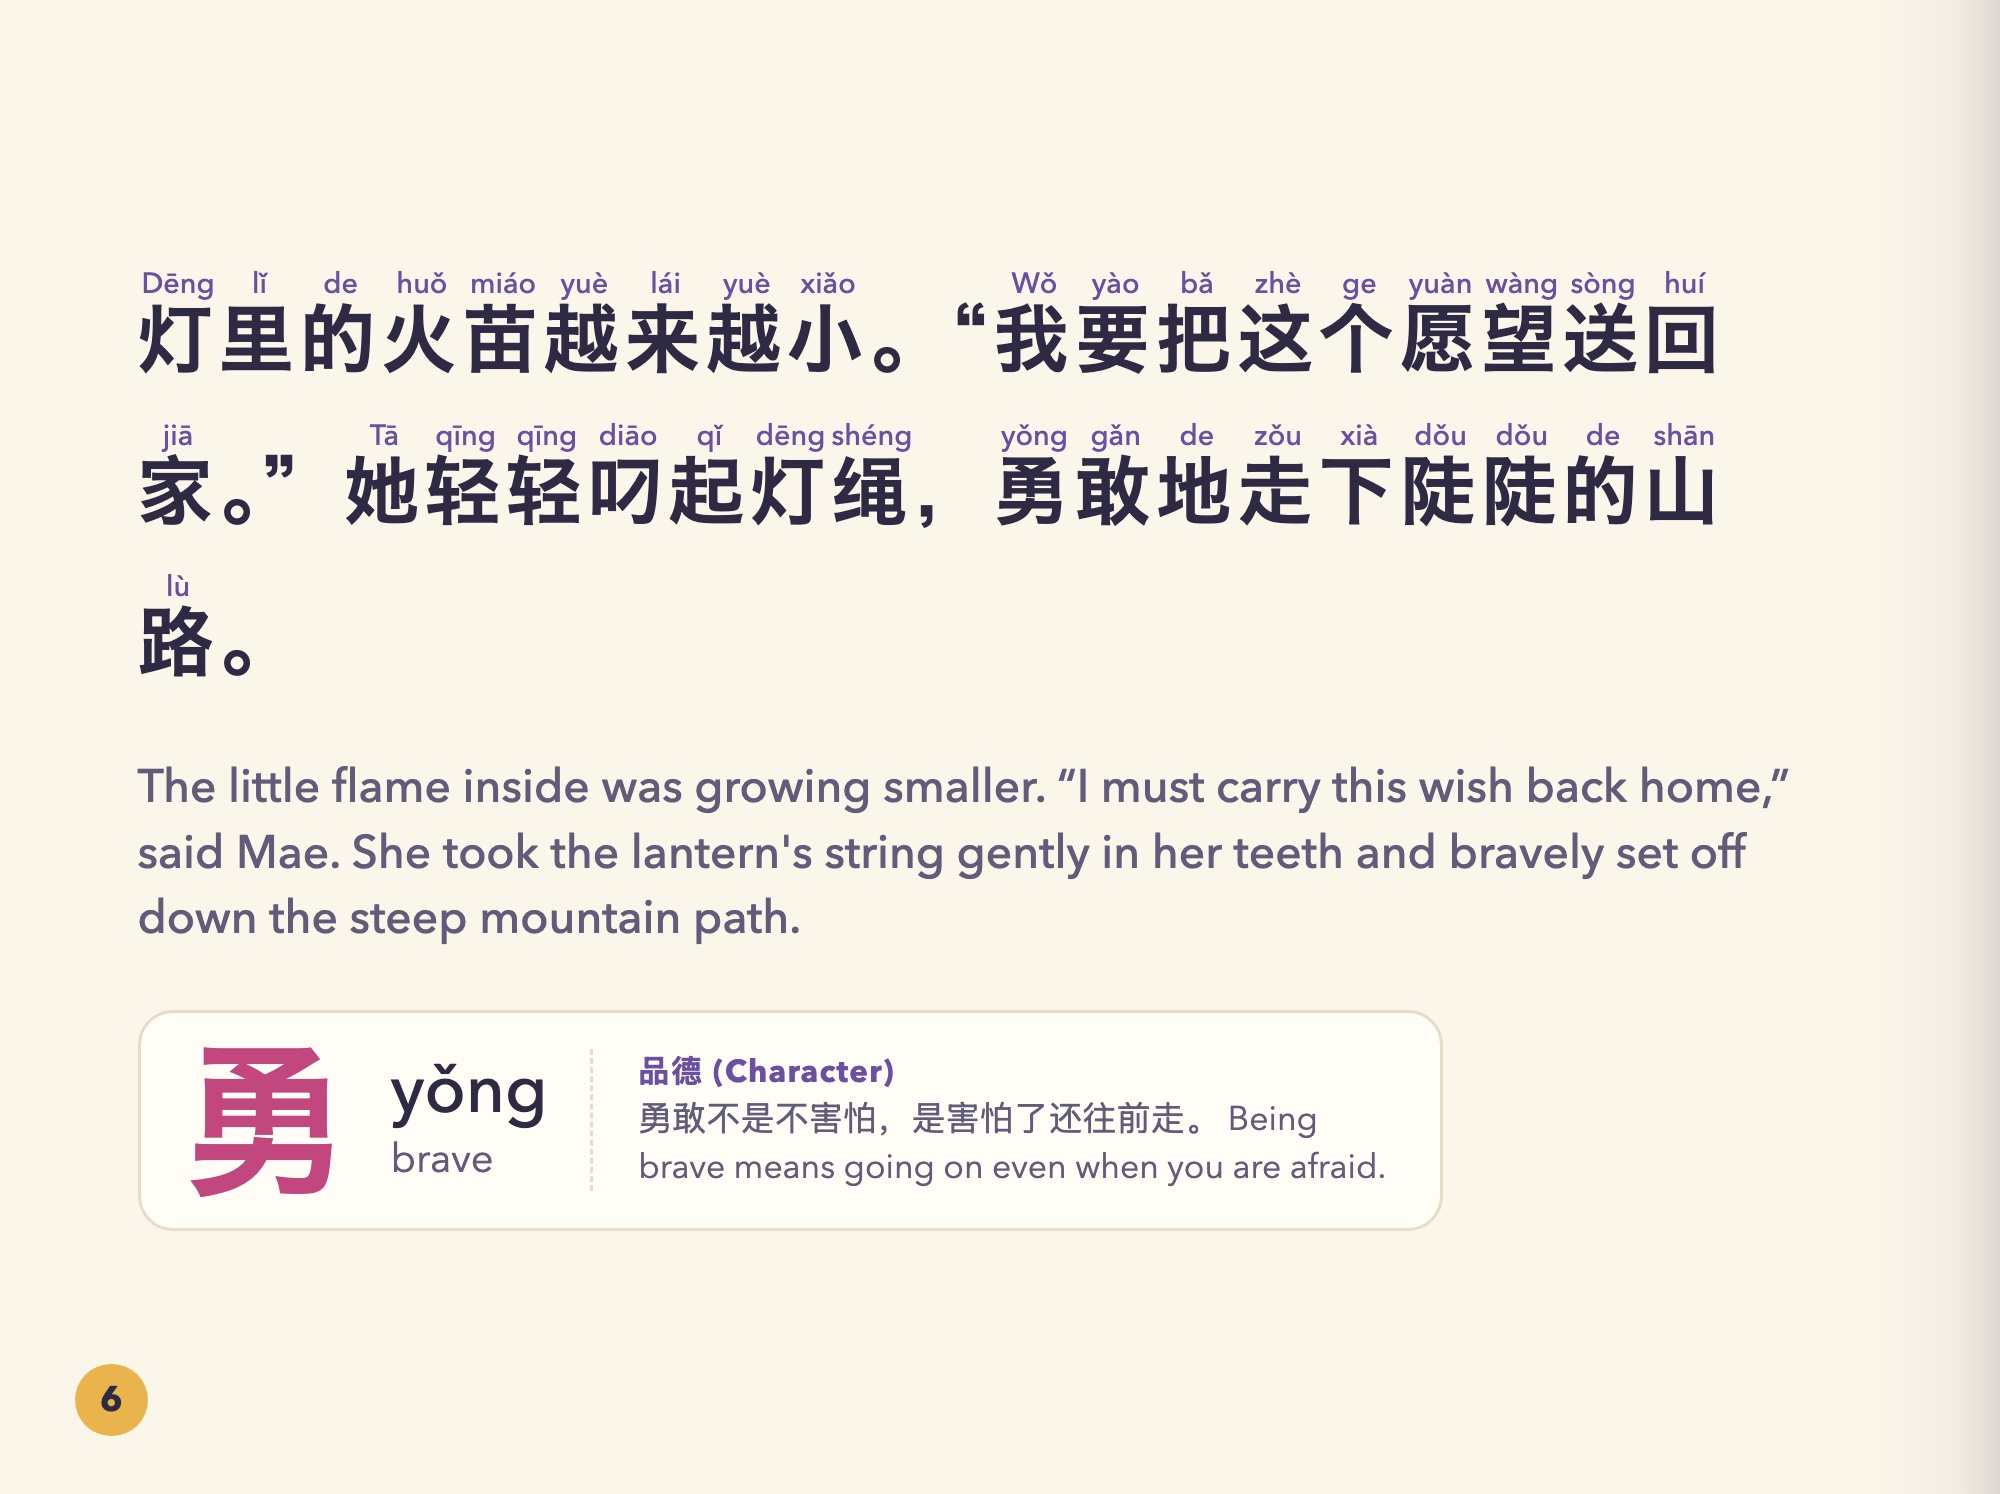 Dēng lǐ de huǒ miáo yuè lái yuè xiǎo Wǒ yào bǎ zhè ge yuàn wàng sòng huí
灯里的火苗越来越小。“我要把这个愿望送回
jiā Tā qīng qīng diāo qǐ dēng shéng yǒng gǎn de zǒu xià dǒu dǒu de shān
家。” 她轻轻叼起灯绳，勇敢地走下陡陡的山
lù
路。
The little flame inside was growing smaller. “I must carry this wish back home,”
said Mae. She took the lantern's string gently in her teeth and bravely set off
down the steep mountain path.
勇
yǒng
brave
品德 (Character)
勇敢不是不害怕，是害怕了还往前走。 Being
brave means going on even when you are afraid.
6